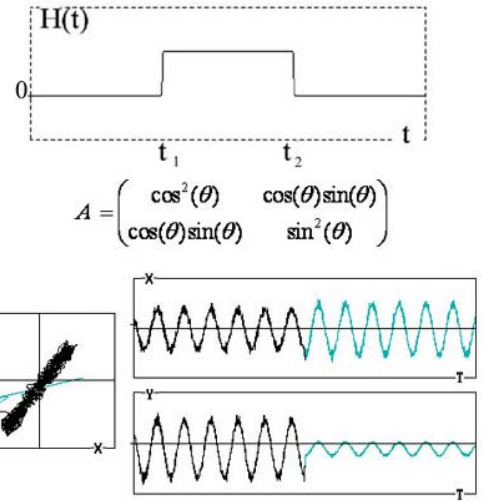 H(t)
0
t
t₁ t₂
A = ( cos²(θ) cos(θ)sin(θ)
cos(θ)sin(θ) sin²(θ) )
X
T
X
Y
T